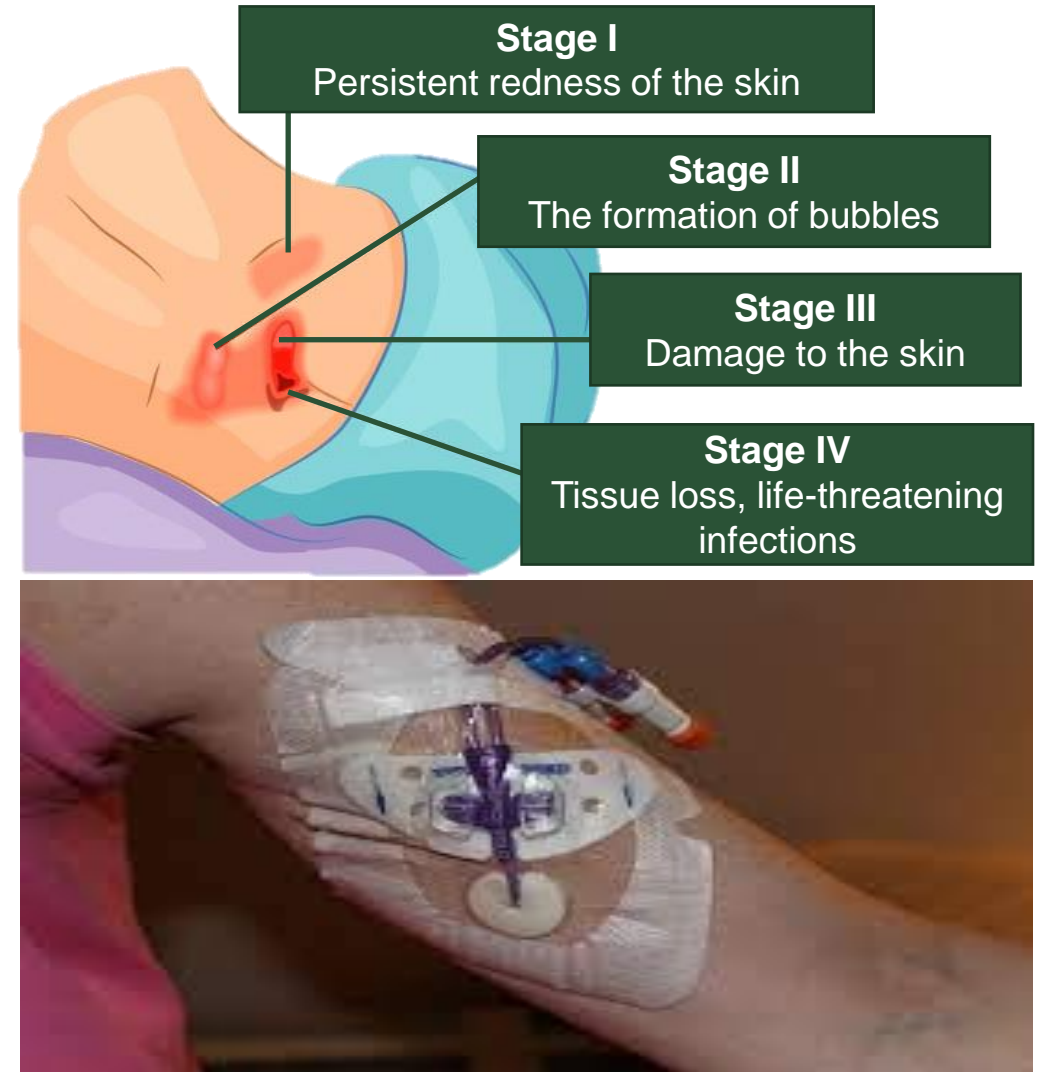 Stage I
Persistent redness of the skin
Stage II
The formation of bubbles
Stage III
Damage to the skin
Stage IV
Tissue loss, life-threatening
infections